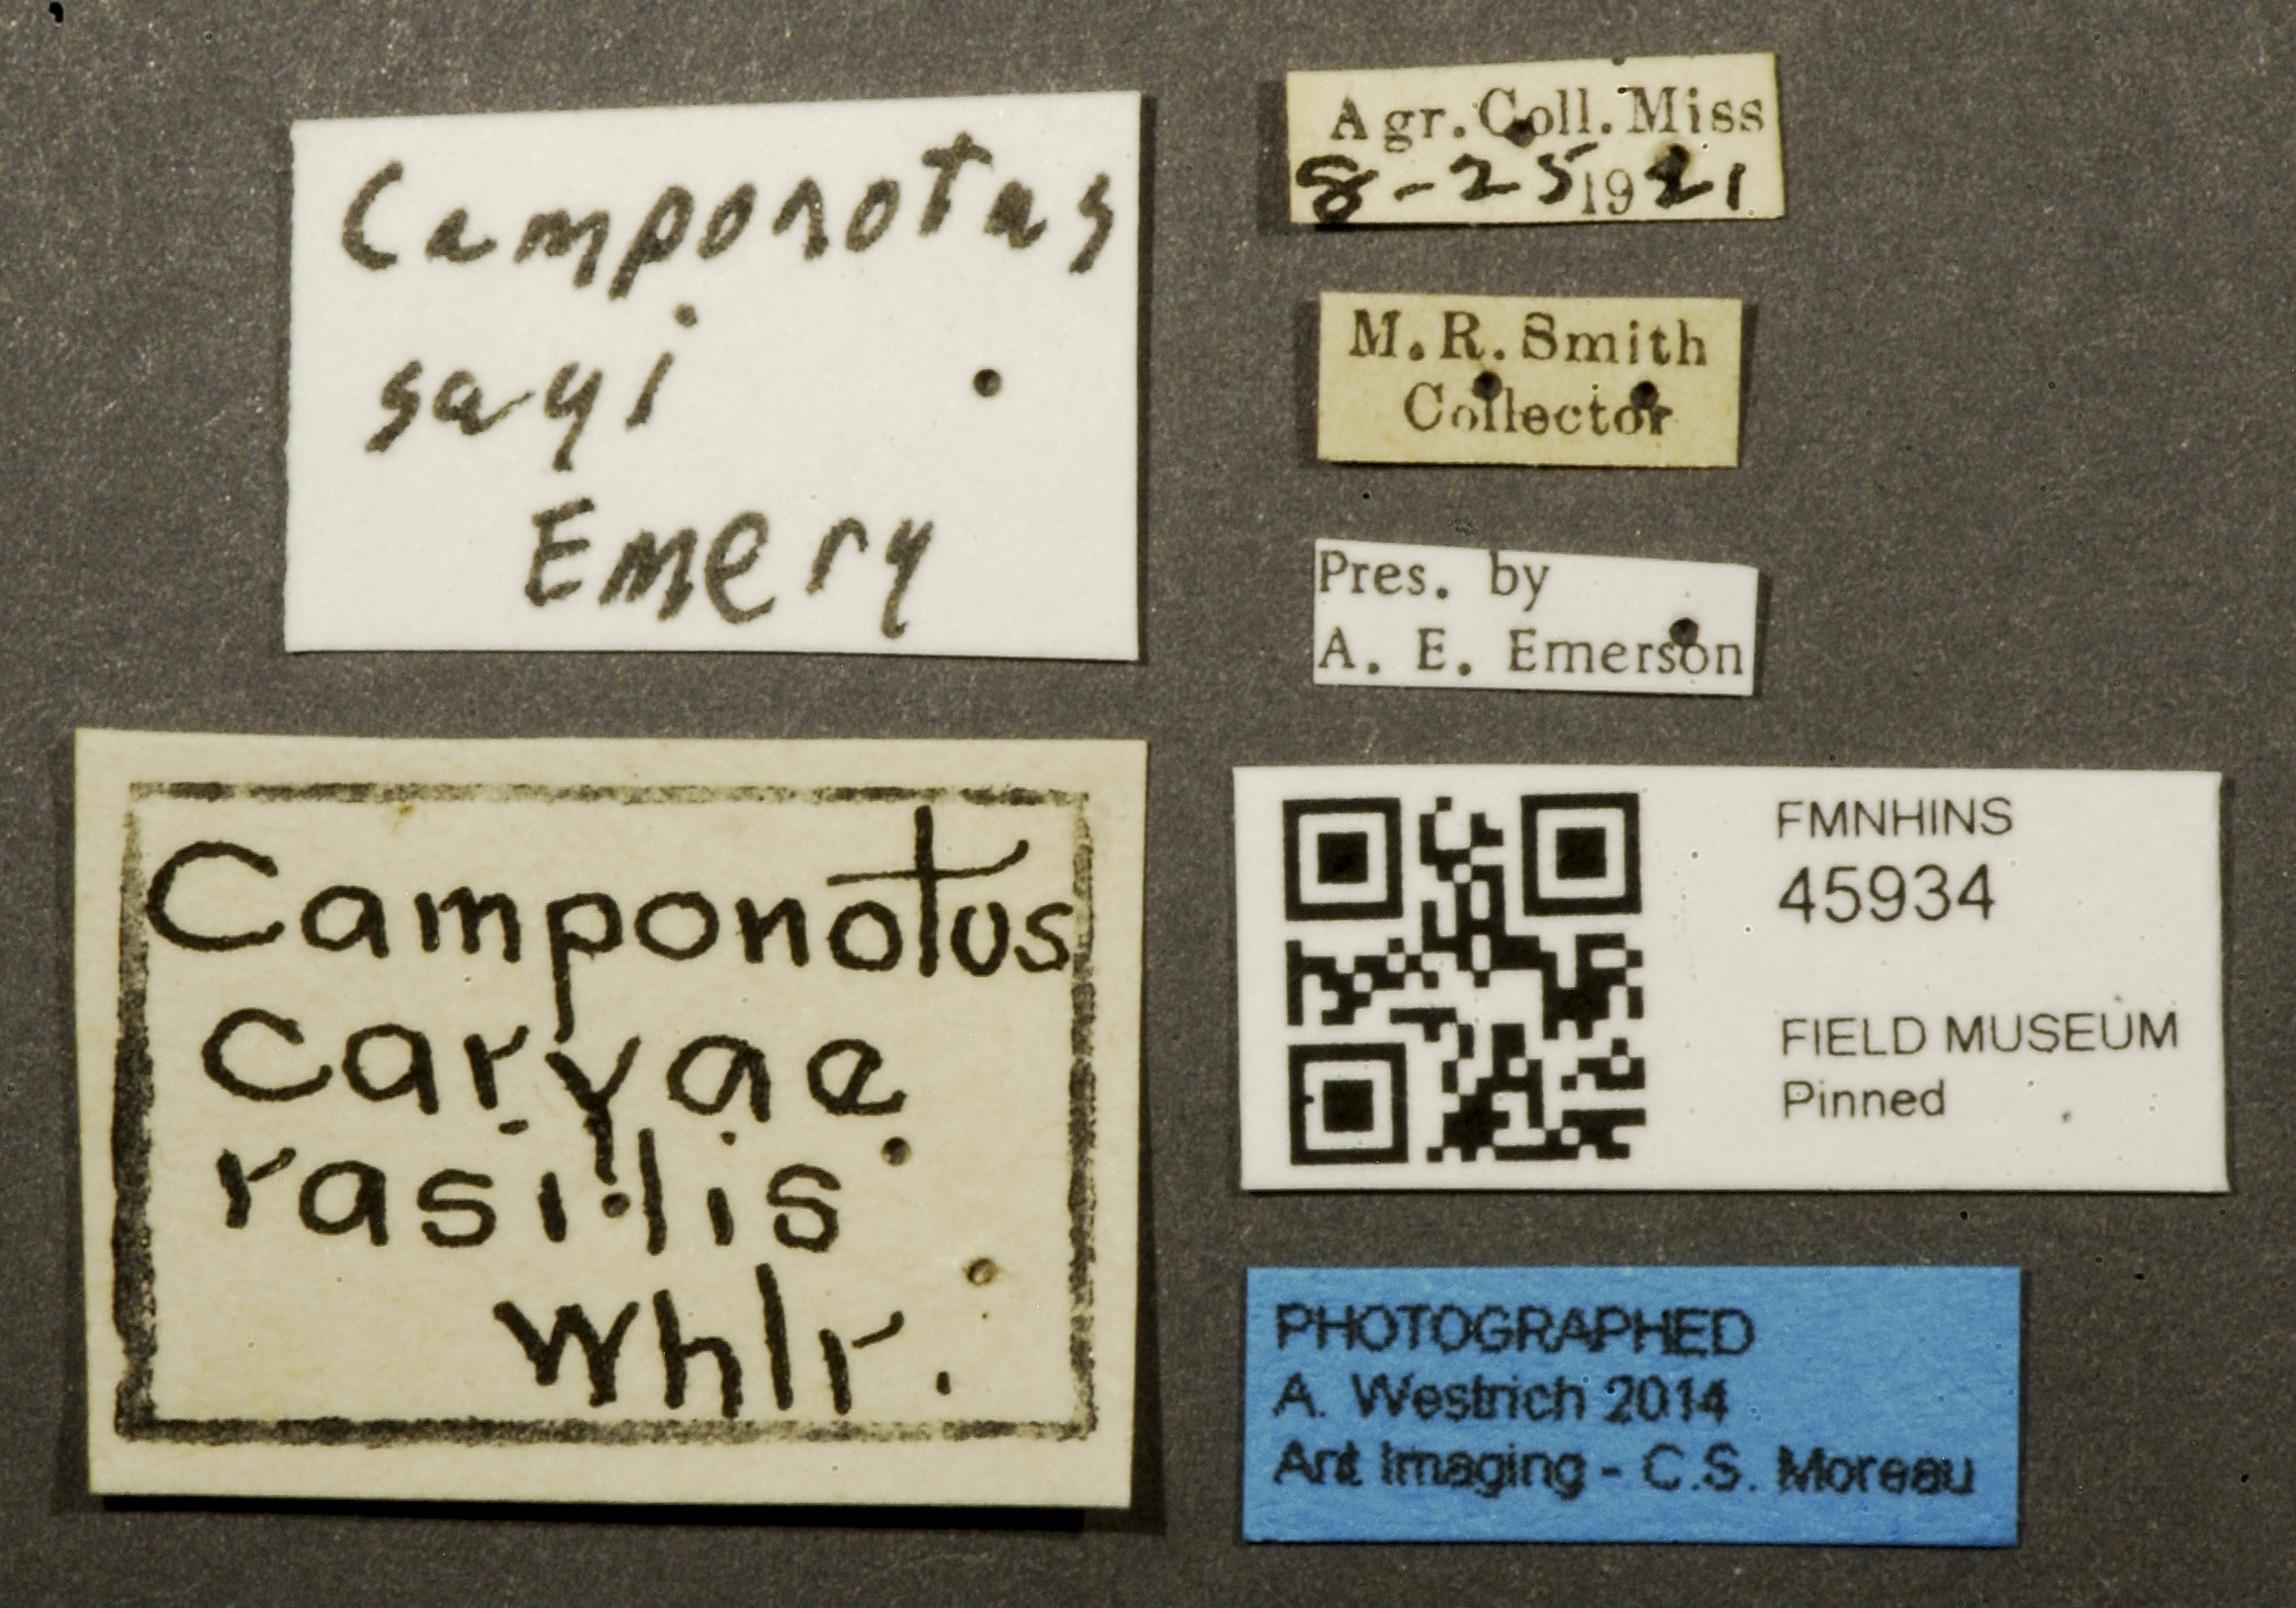 Camponotus
sayi
Emery
Camponotus
caryae
rasilis
Whlr.
Agr. Coll. Miss
8-25 1921
M. R. Smith
Collector
Pres. by
A. E. Emerson
FMNHINS
45934
FIELD MUSEUM
Pinned
PHOTOGRAPHED
A. Westrich 2014
Ant Imaging - C.S. Moreau